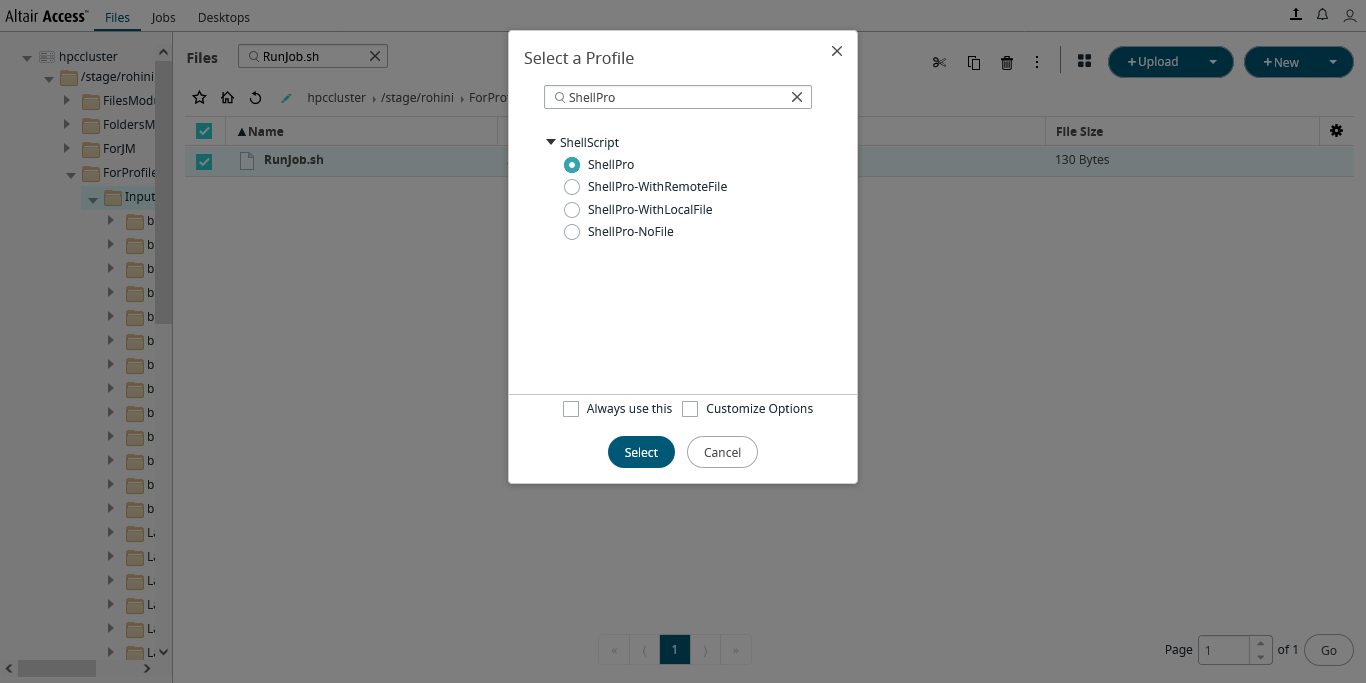 Altair Access™ Files Jobs Desktops
hpccluster
/stage/rohini
FilesModu
FoldersM
ForJM
ForProfile
Input
b
b
b
b
b
b
b
b
b
b
b
b
b
La
La
La
La
La
La
Files RunJob.sh
+Upload +New
hpccluster › /stage/rohini › ForProf
Name File Size
RunJob.sh 130 Bytes
Select a Profile
ShellPro
ShellScript
ShellPro
ShellPro-WithRemoteFile
ShellPro-WithLocalFile
ShellPro-NoFile
Always use this Customize Options
Select Cancel
« ⟨ 1 ⟩ » Page 1 of 1 Go